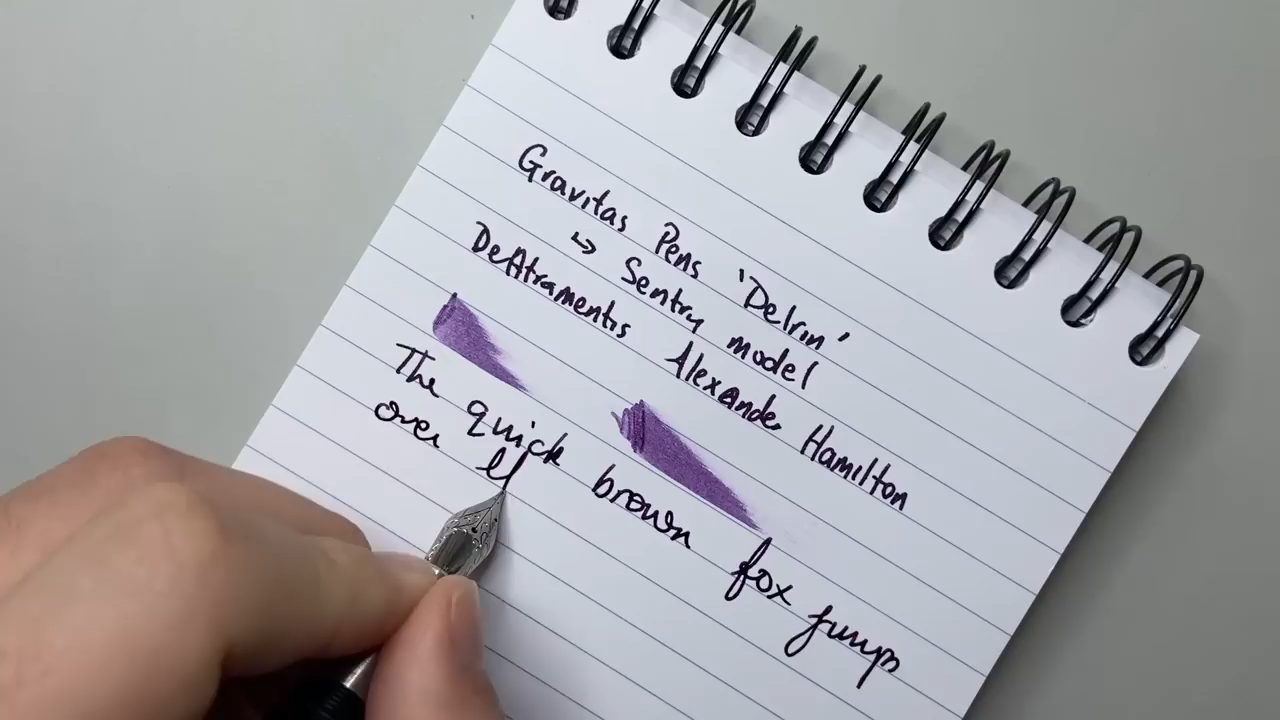 Gravitas Pens 'Delrin'
↳ Sentry model
DeAtramentis Alexander Hamilton
The quick brown fox jumps
over